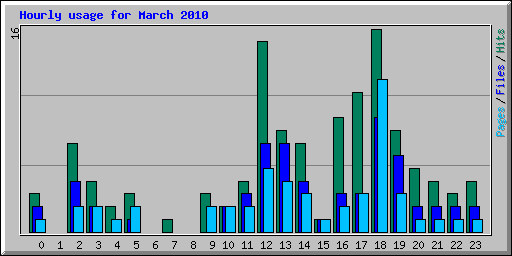 Hourly usage for March 2010
16
Pages/Files/Hits
0 1 2 3 4 5 6 7 8 9 10 11 12 13 14 15 16 17 18 19 20 21 22 23